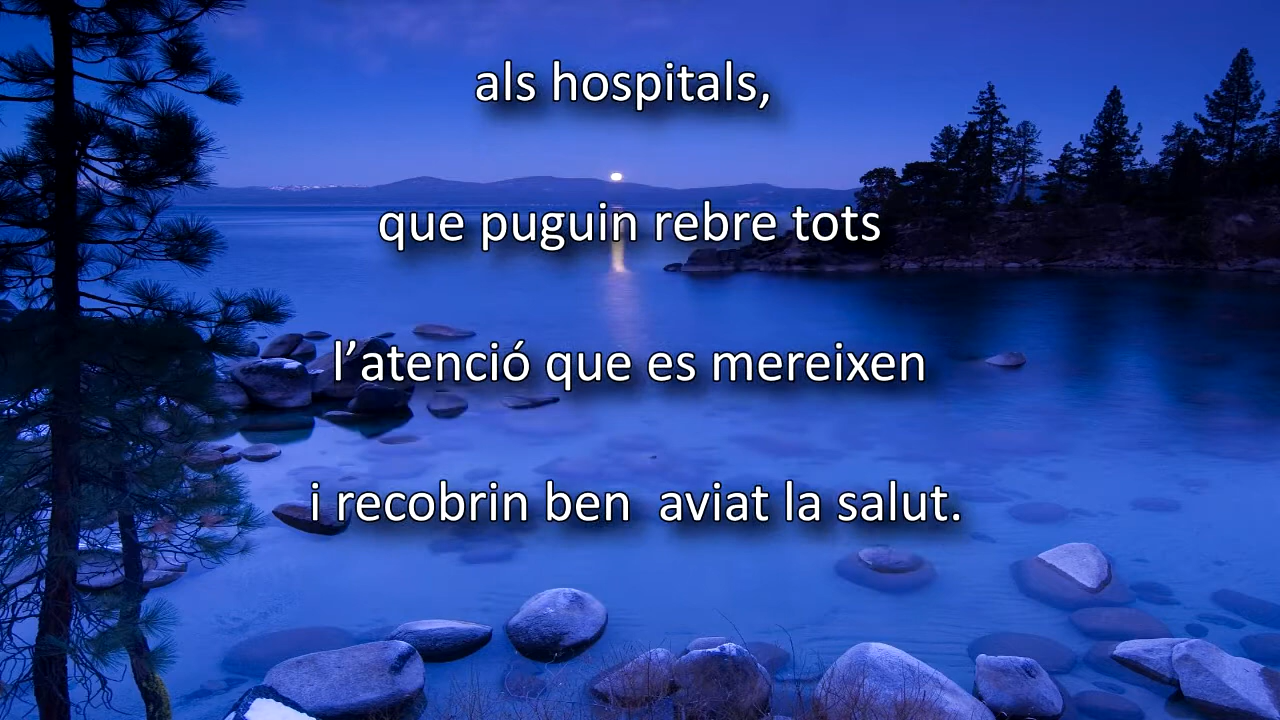 als hospitals,
que puguin rebre tots
l’atenció que es mereixen
i recobrin ben  aviat la salut.